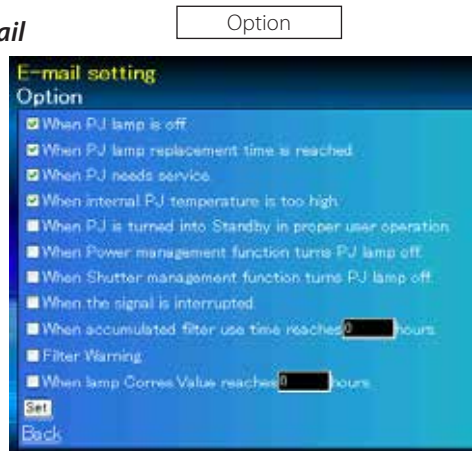 ail
Option
E-mail setting
Option
When PJ lamp is off
When PJ lamp replacement time is reached.
When PJ needs service.
When internal PJ temperature is too high.
When PJ is turned into Standby in proper user operation.
When Power management function turns PJ lamp off.
When Shutter management function turns PJ lamp off.
When the signal is interrupted.
When accumulated filter use time reaches 0 hours.
Filter Warning
When lamp Corres.Value reaches 0 hours.
Set
Back